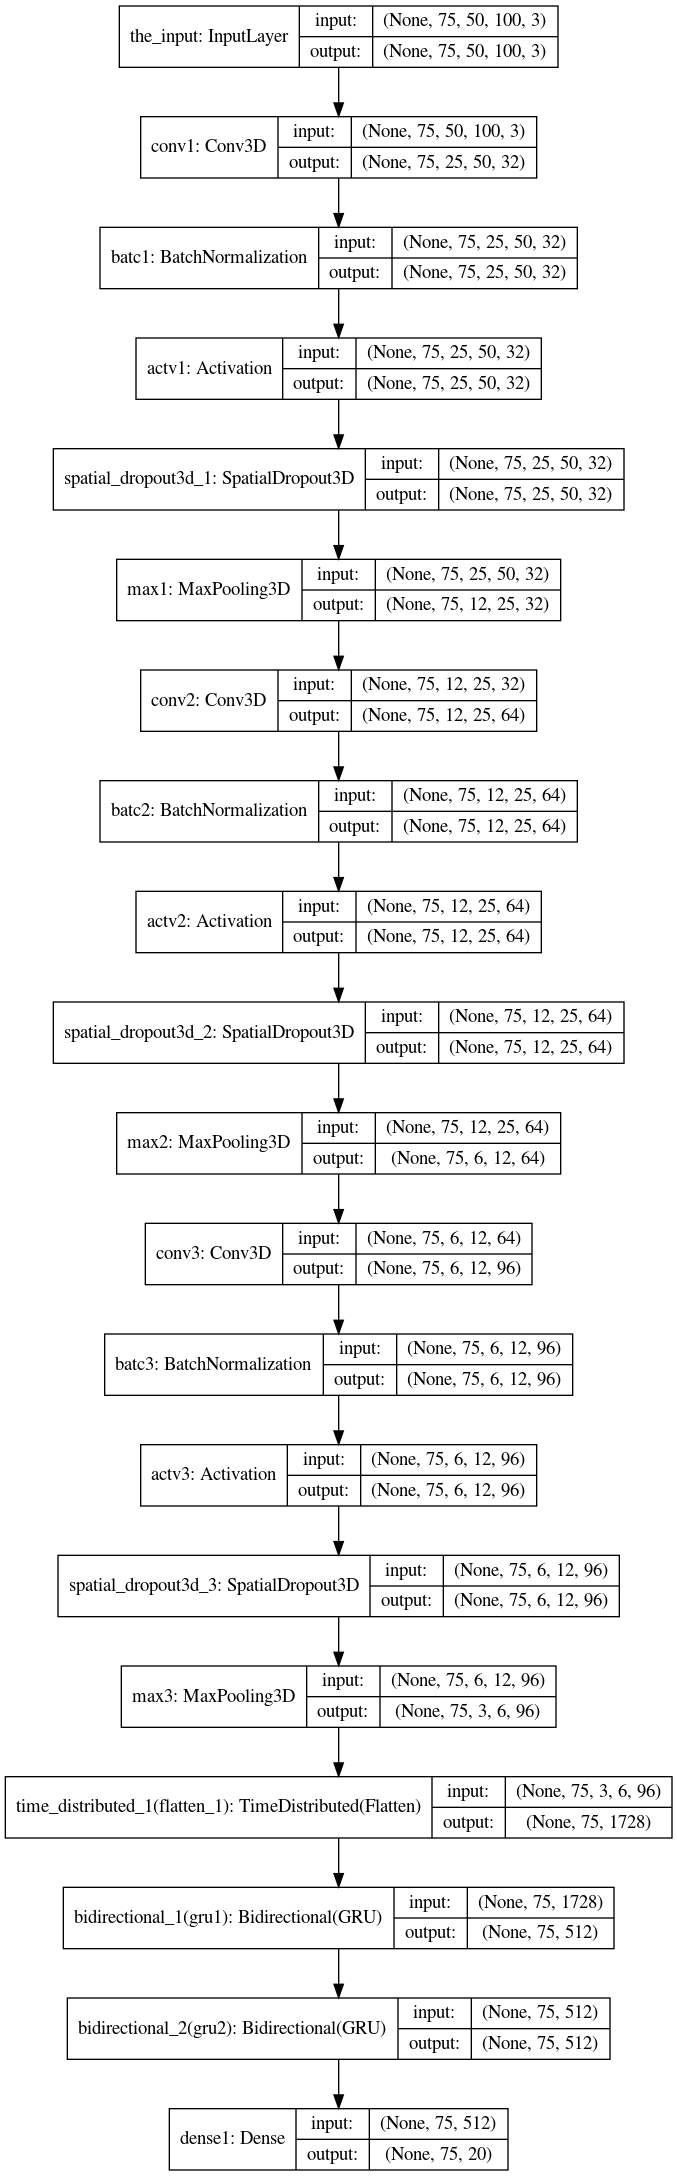 the_input: InputLayer
input: (None, 75, 50, 100, 3)
output: (None, 75, 50, 100, 3)
conv1: Conv3D
input: (None, 75, 50, 100, 3)
output: (None, 75, 25, 50, 32)
batc1: BatchNormalization
input: (None, 75, 25, 50, 32)
output: (None, 75, 25, 50, 32)
actv1: Activation
input: (None, 75, 25, 50, 32)
output: (None, 75, 25, 50, 32)
spatial_dropout3d_1: SpatialDropout3D
input: (None, 75, 25, 50, 32)
output: (None, 75, 25, 50, 32)
max1: MaxPooling3D
input: (None, 75, 25, 50, 32)
output: (None, 75, 12, 25, 32)
conv2: Conv3D
input: (None, 75, 12, 25, 32)
output: (None, 75, 12, 25, 64)
batc2: BatchNormalization
input: (None, 75, 12, 25, 64)
output: (None, 75, 12, 25, 64)
actv2: Activation
input: (None, 75, 12, 25, 64)
output: (None, 75, 12, 25, 64)
spatial_dropout3d_2: SpatialDropout3D
input: (None, 75, 12, 25, 64)
output: (None, 75, 12, 25, 64)
max2: MaxPooling3D
input: (None, 75, 12, 25, 64)
output: (None, 75, 6, 12, 64)
conv3: Conv3D
input: (None, 75, 6, 12, 64)
output: (None, 75, 6, 12, 96)
batc3: BatchNormalization
input: (None, 75, 6, 12, 96)
output: (None, 75, 6, 12, 96)
actv3: Activation
input: (None, 75, 6, 12, 96)
output: (None, 75, 6, 12, 96)
spatial_dropout3d_3: SpatialDropout3D
input: (None, 75, 6, 12, 96)
output: (None, 75, 6, 12, 96)
max3: MaxPooling3D
input: (None, 75, 6, 12, 96)
output: (None, 75, 3, 6, 96)
time_distributed_1(flatten_1): TimeDistributed(Flatten)
input: (None, 75, 3, 6, 96)
output: (None, 75, 1728)
bidirectional_1(gru1): Bidirectional(GRU)
input: (None, 75, 1728)
output: (None, 75, 512)
bidirectional_2(gru2): Bidirectional(GRU)
input: (None, 75, 512)
output: (None, 75, 512)
dense1: Dense
input: (None, 75, 512)
output: (None, 75, 20)